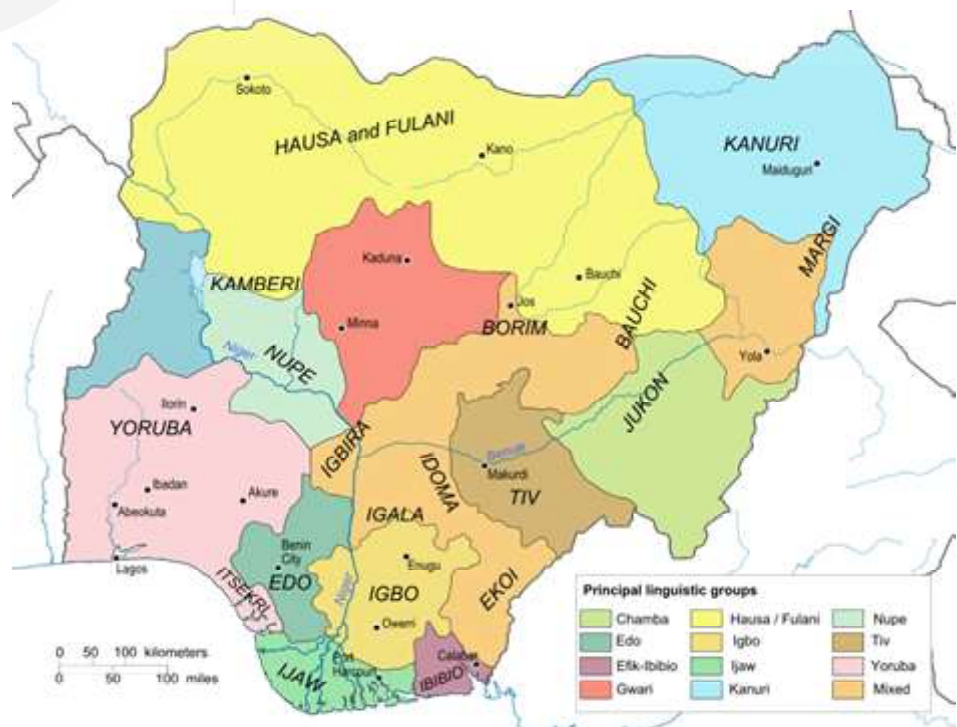 Sokoto
HAUSA and FULANI
Kano
KANURI
Maiduguri
MARGI
Kaduna
KAMBERI
Bauchi
BAUCHI
Jos
BORIM
Minna
Niger
NUPE
Yola
JUKON
Ilorin
YORUBA
IGBIRA
IDOMA
Benue
Makurdi
TIV
Ibadan
Akure
Abeokuta
IGALA
Lagos
Benin
City
EDO
Enugu
Niger
IGBO
EKOI
ITSEKRI
Owerri
IJAW
Harcourt
Calabar
IBIBIO
0 50 100 kilometers
0 50 100 miles
Principal linguistic groups
Chamba
Edo
Efik-Ibibio
Gwari
Hausa / Fulani
Igbo
Ijaw
Kanuri
Nupe
Tiv
Yoruba
Mixed